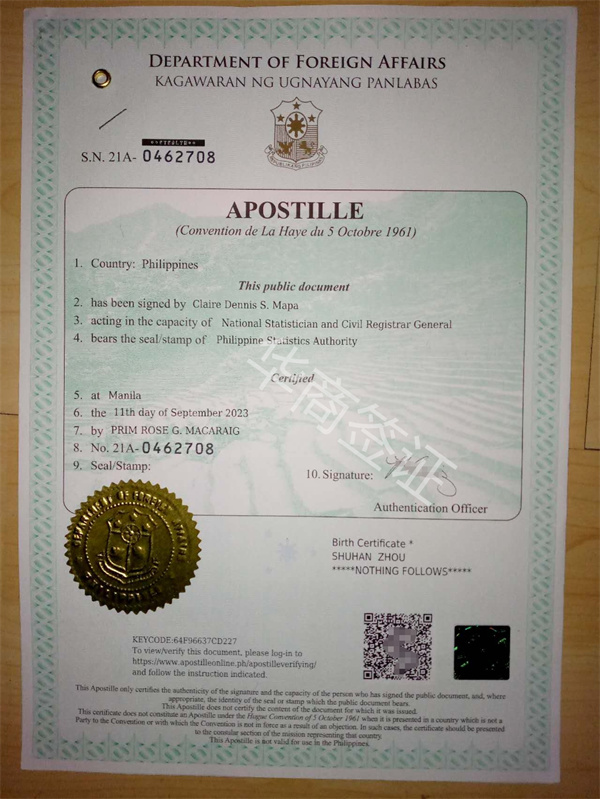 DEPARTMENT OF FOREIGN AFFAIRS
KAGAWARAN NG UGNAYANG PANLABAS
S.N. 21A-0462708
APOSTILLE
(Convention de La Haye du 5 Octobre 1961)
1. Country: Philippines
This public document
2. has been signed by Claire Dennis S. Mapa
3. acting in the capacity of National Statistician and Civil Registrar General
4. bears the seal/stamp of Philippine Statistics Authority
Certified
5. at Manila
6. the 11th day of September 2023
7. by PRIM ROSE G. MACARAIG
8. No. 21A-0462708
9. Seal/Stamp:
10. Signature:
Authentication Officer
华商签证
DEPARTMENT OF FOREIGN AFFAIRS
PHILIPPINES
Birth Certificate *
SHUHAN ZHOU
*****NOTHING FOLLOWS*****
KEYCODE:64F96637CD227
To view/verify this document, please log-in to
https://www.apostilleonline.ph/apostilleverifying/
and follow the instruction indicated.
This Apostille only certifies the authenticity of the signature and the capacity of the person who has signed the public document, and, where
appropriate, the identity of the seal or stamp which the public document bears.
This Apostille does not certify the content of the document for which it was issued.
This certificate does not constitute an Apostille under the Hague Convention of 5 October 1961 when it is presented in a country which is not a
Party to the Convention or with which the Convention is not in force as a result of an objection. In such cases, the certificate should be presented
to the consular section of the mission representing that country.
This Apostille is not valid for use in the Philippines.